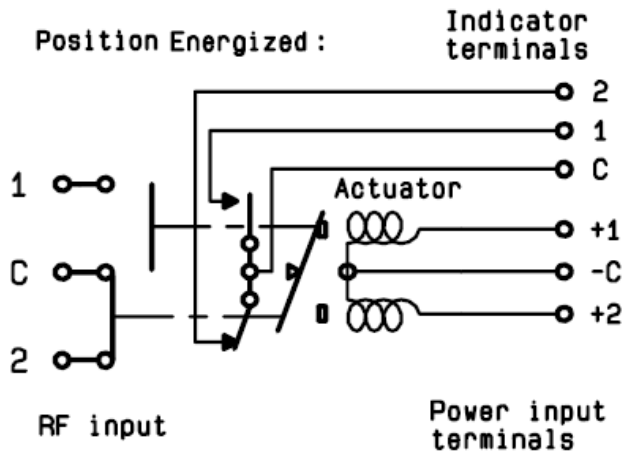 Position Energized :
Indicator
terminals
2
1
C
1
Actuator
+1
C
-C
+2
2
RF input
Power input
terminals